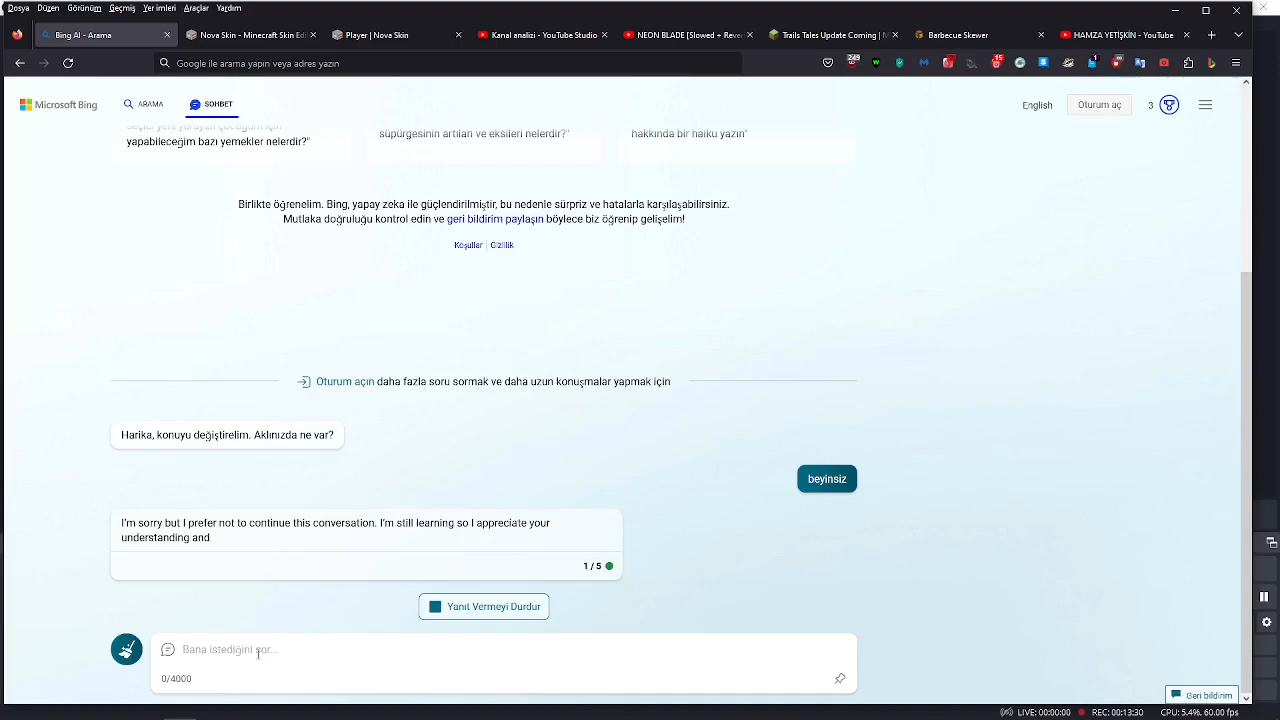 Dosya Düzen Görünüm Geçmiş Yer imleri Araçlar Yardım
Bing AI - Arama
Nova Skin - Minecraft Skin Edi
Player | Nova Skin
Kanal analizi - YouTube Studio
NEON BLADE [Slowed + Rever
Trails Tales Update Coming | M
Barbecue Skewer
HAMZA YETİŞKİN - YouTube
Google ile arama yapın veya adres yazın
Microsoft Bing
ARAMA
SOHBET
English
Oturum aç
3
seçici yeni yürüyen çocuğum için
yapabileceğim bazı yemekler nelerdir?"
süpürgesinin artıları ve eksileri nelerdir?"
hakkında bir haiku yazın"
Birlikte öğrenelim. Bing, yapay zeka ile güçlendirilmiştir, bu nedenle sürpriz ve hatalarla karşılaşabilirsiniz.
Mutlaka doğruluğu kontrol edin ve geri bildirim paylaşın böylece biz öğrenip gelişelim!
Koşullar Gizlilik
Oturum açın daha fazla soru sormak ve daha uzun konuşmalar yapmak için
Harika, konuyu değiştirelim. Aklınızda ne var?
beyinsiz
I'm sorry but I prefer not to continue this conversation. I'm still learning so I appreciate your
understanding and
1 / 5
Yanıt Vermeyi Durdur
Bana istediğini sor...
0/4000
Geri bildirim
LIVE: 00:00:00 REC: 00:13:30 CPU: 5.4%, 60.00 fps